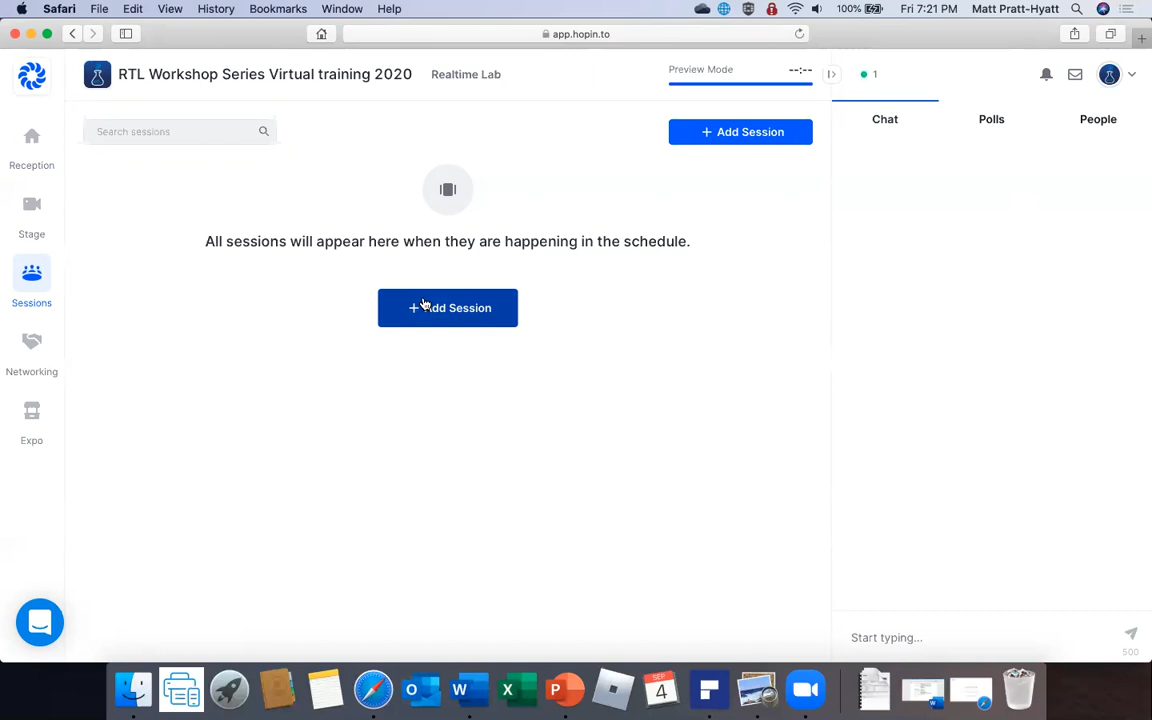 Safari File Edit View History Bookmarks Window Help 100% Fri 7:21 PM Matt Pratt-Hyatt
app.hopin.to
RTL Workshop Series Virtual training 2020 Realtime Lab Preview Mode --:-- 1
Chat Polls People
Search sessions + Add Session
Reception
All sessions will appear here when they are happening in the schedule.
Stage
Sessions
+ Add Session
Networking
Expo
Start typing...
500
SEP
4